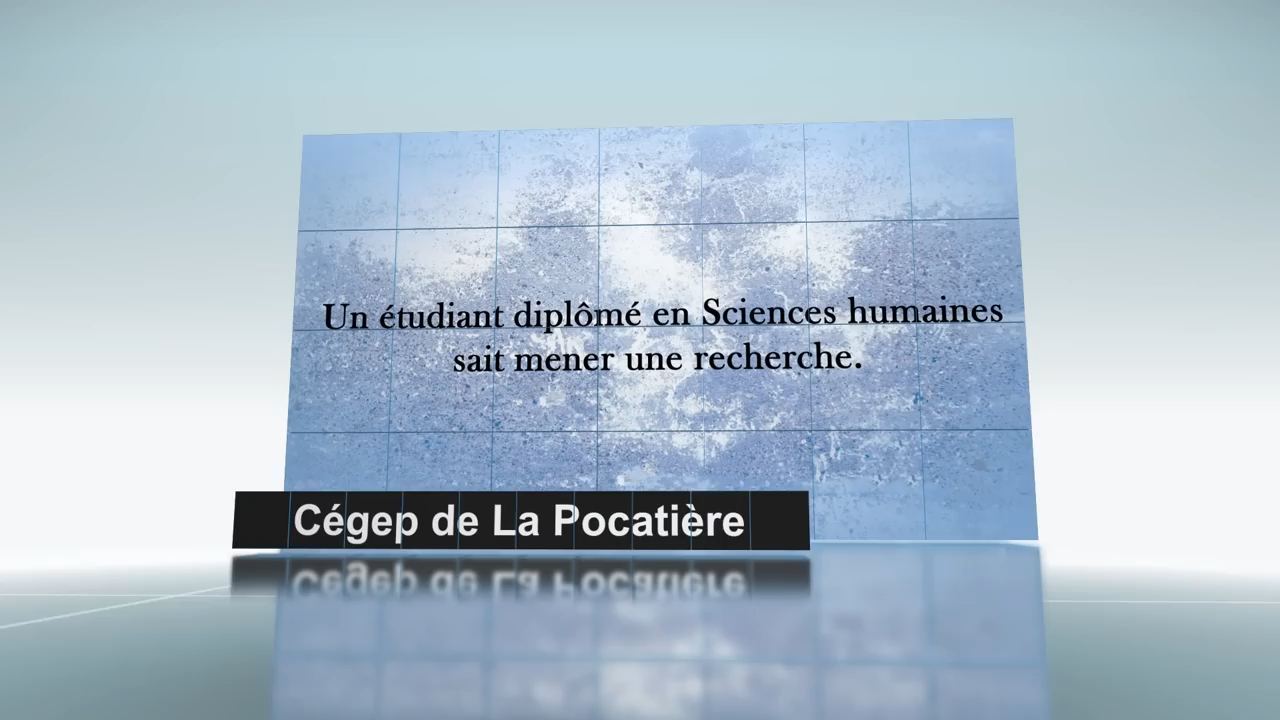 Un étudiant diplômé en Sciences humaines
sait mener une recherche.
Cégep de La Pocatière